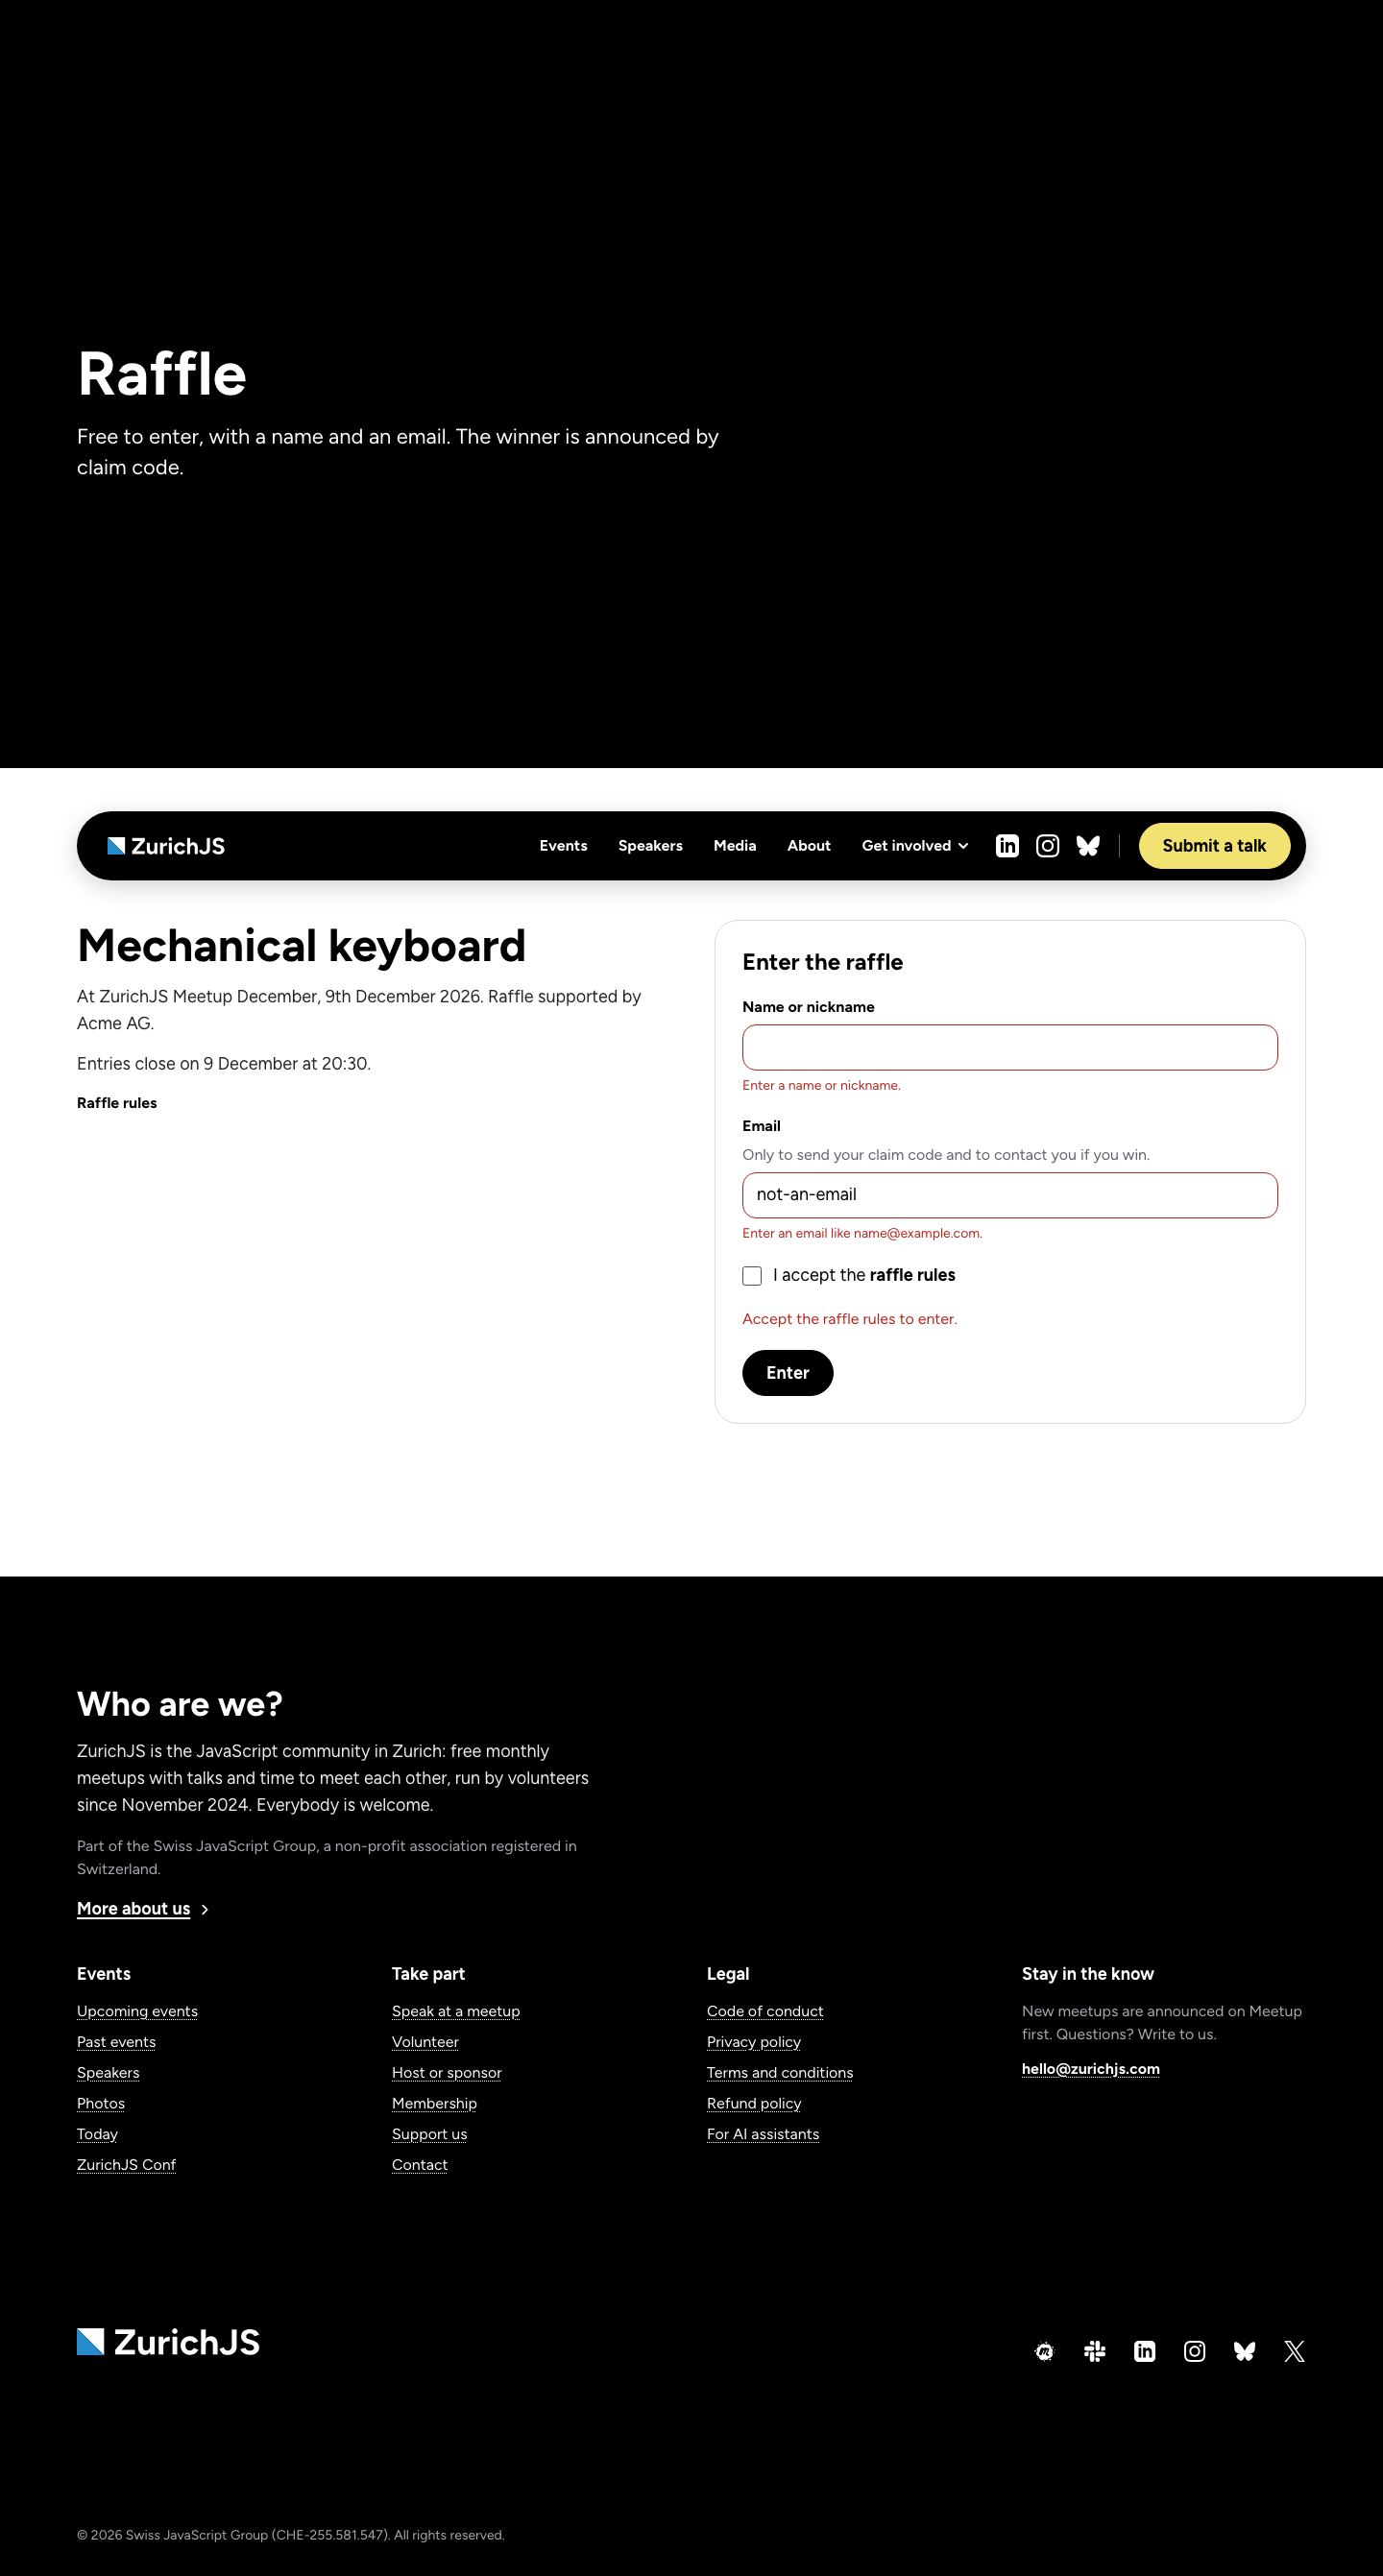 Raffle
Free to enter, with a name and an email. The winner is announced by
claim code.
ZurichJS
Events
Speakers
Media
About
Get involved
Submit a talk
Mechanical keyboard
At ZurichJS Meetup December, 9th December 2026. Raffle supported by
Acme AG.
Entries close on 9 December at 20:30.
Raffle rules
Enter the raffle
Name or nickname
Enter a name or nickname.
Email
Only to send your claim code and to contact you if you win.
not-an-email
Enter an email like name@example.com.
I accept the raffle rules
Accept the raffle rules to enter.
Enter
Who are we?
ZurichJS is the JavaScript community in Zurich: free monthly
meetups with talks and time to meet each other, run by volunteers
since November 2024. Everybody is welcome.
Part of the Swiss JavaScript Group, a non-profit association registered in
Switzerland.
More about us
Events
Upcoming events
Past events
Speakers
Photos
Today
ZurichJS Conf
Take part
Speak at a meetup
Volunteer
Host or sponsor
Membership
Support us
Contact
Legal
Code of conduct
Privacy policy
Terms and conditions
Refund policy
For AI assistants
Stay in the know
New meetups are announced on Meetup
first. Questions? Write to us.
hello@zurichjs.com
ZurichJS
© 2026 Swiss JavaScript Group (CHE-255.581.547). All rights reserved.